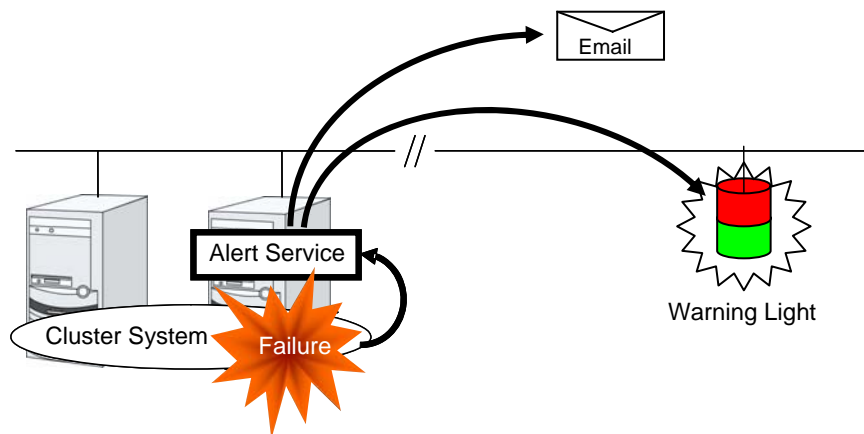 Email
Alert Service
Warning Light
Cluster System
Failure